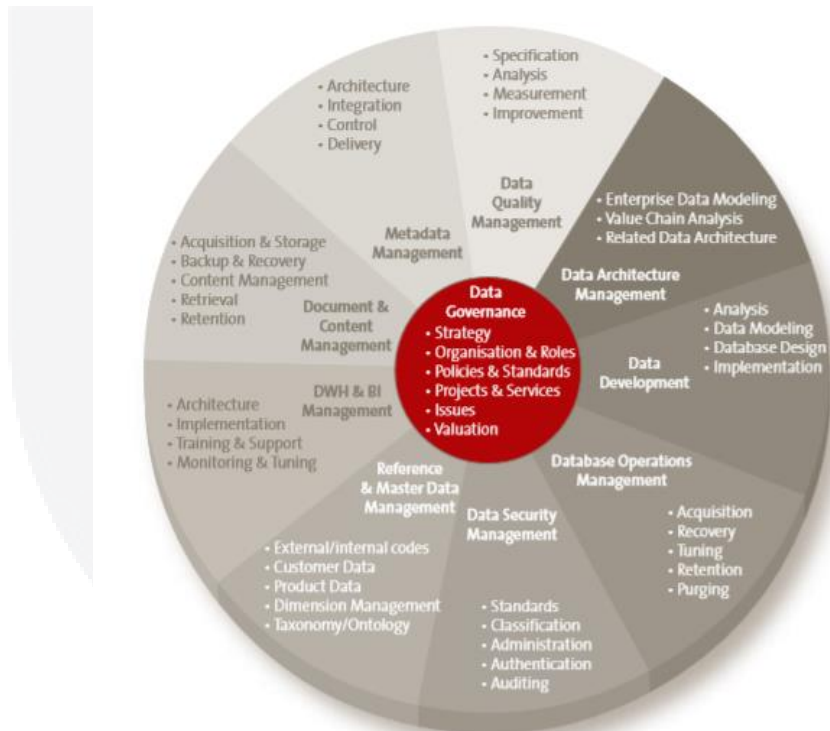 • Specification
• Analysis
• Measurement
• Improvement
Data
Quality
Management
• Enterprise Data Modeling
• Value Chain Analysis
• Related Data Architecture
Data Architecture
Management
• Analysis
• Data Modeling
• Database Design
• Implementation
Data
Development
Database Operations
Management
• Acquisition
• Recovery
• Tuning
• Retention
• Purging
Data Security
Management
• Standards
• Classification
• Administration
• Authentication
• Auditing
Reference
& Master Data
Management
• External/internal codes
• Customer Data
• Product Data
• Dimension Management
• Taxonomy/Ontology
DWH & BI
Management
• Architecture
• Implementation
• Training & Support
• Monitoring & Tuning
Document &
Content
Management
• Acquisition & Storage
• Backup & Recovery
• Content Management
• Retrieval
• Retention
Metadata
Management
• Architecture
• Integration
• Control
• Delivery
Data
Governance
• Strategy
• Organisation & Roles
• Policies & Standards
• Projects & Services
• Issues
• Valuation